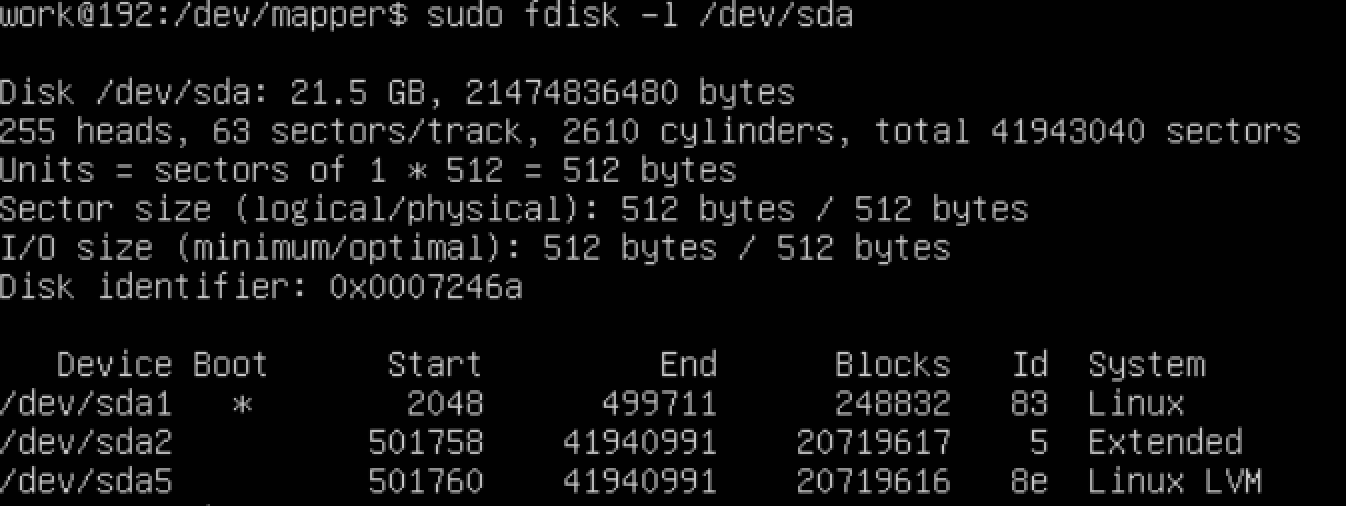 work@192:/dev/mapper$ sudo fdisk -l /dev/sda
Disk /dev/sda: 21.5 GB, 21474836480 bytes
255 heads, 63 sectors/track, 2610 cylinders, total 41943040 sectors
Units = sectors of 1 * 512 = 512 bytes
Sector size (logical/physical): 512 bytes / 512 bytes
I/O size (minimum/optimal): 512 bytes / 512 bytes
Disk identifier: 0x0007246a
Device Boot Start End Blocks Id System
/dev/sda1 * 2048 499711 248832 83 Linux
/dev/sda2 501758 41940991 20719617 5 Extended
/dev/sda5 501760 41940991 20719616 8e Linux LVM